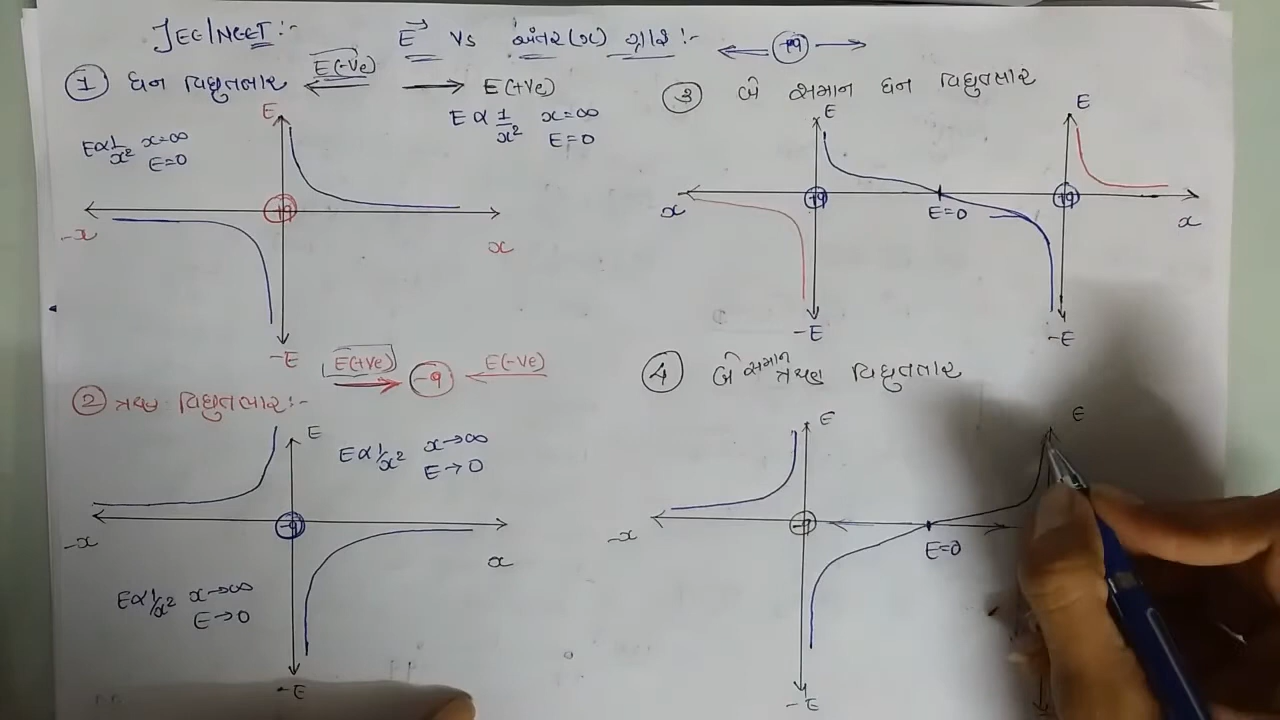 JEE/NEET :-
E⃗ vs અંતર(x) ગ્રાફ :-
+q
① ધન વિદ્યુતભાર
E(-ve)
E(+ve)
E∝1/x² x=∞
E=0
E
E∝1/x² x=∞
E=0
-x
+q
x
-E
③ બે સમાન ધન વિદ્યુતભાર
E
E
x
+q
E=0
+q
x
-E
-E
② ઋણ વિદ્યુતભાર :-
E(+ve)
-q
E(-ve)
E
E∝1/x² x→∞
E→0
-x
-q
x
E∝1/x² x→∞
E→0
-E
④ બે સમાન ઋણ વિદ્યુતભાર
E
E
-x
-q
E=0
-E